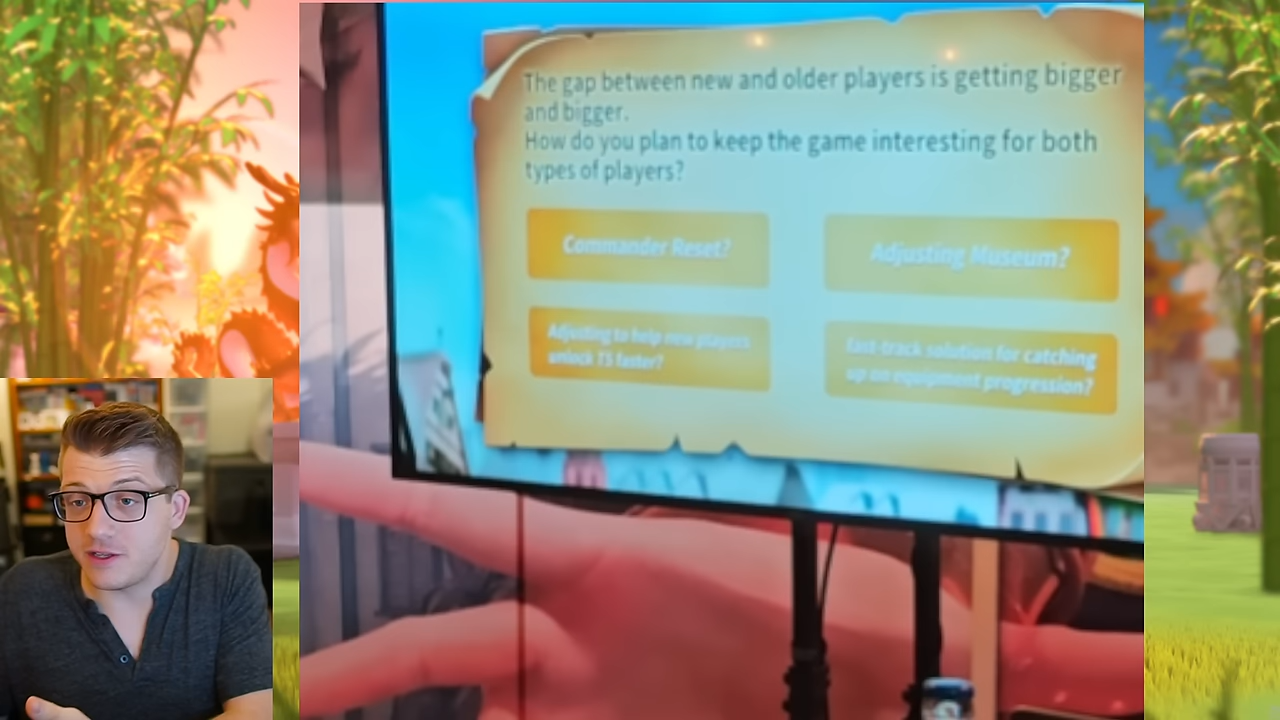 The gap between new and older players is getting bigger
and bigger.
How do you plan to keep the game interesting for both
types of players?
Commander Reset?
Adjusting Museum?
Adjusting to help new players
unlock T5 faster?
fast-track solution for catching
up on equipment progression?